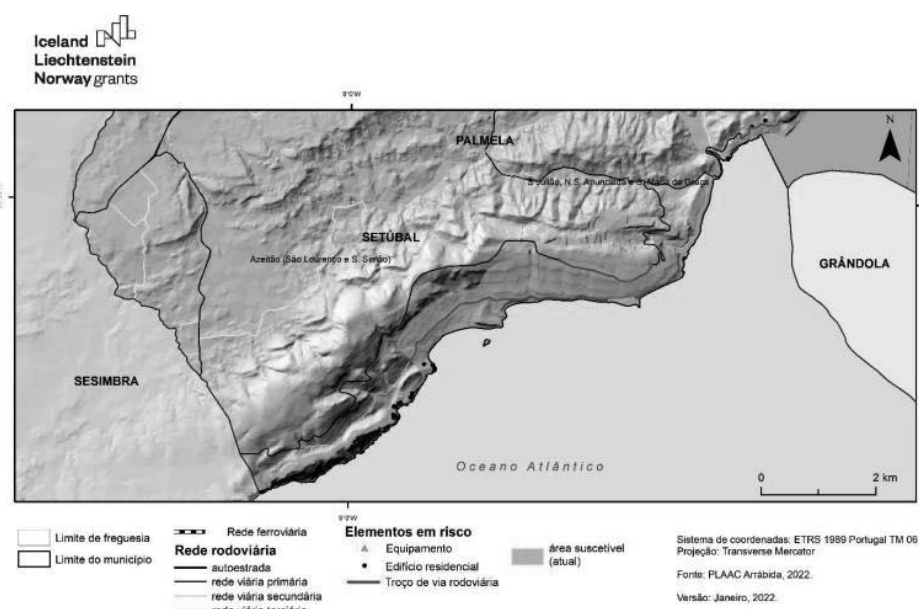 Iceland
Liechtenstein
Norway grants
9°0'W
N
PALMELA
S Julião, N.S. Anunciada e S. Maria da Graça
SETÚBAL
Azeitão (São Lourenço e S. Simão)
GRÂNDOLA
SESIMBRA
Oceano Atlântico
0 2 km
9°0'W
Limite de freguesia
Limite do município
Rede ferroviária
Rede rodoviária
autoestrada
rede viária primária
rede viária secundária
rede viária terciária
Elementos em risco
Equipamento
Edifício residencial
Troço de via rodoviária
área suscetível
(atual)
Sistema de coordenadas: ETRS 1989 Portugal TM 06
Projeção: Transverse Mercator
Fonte: PLAAC Arrábida, 2022.
Versão: Janeiro, 2022.